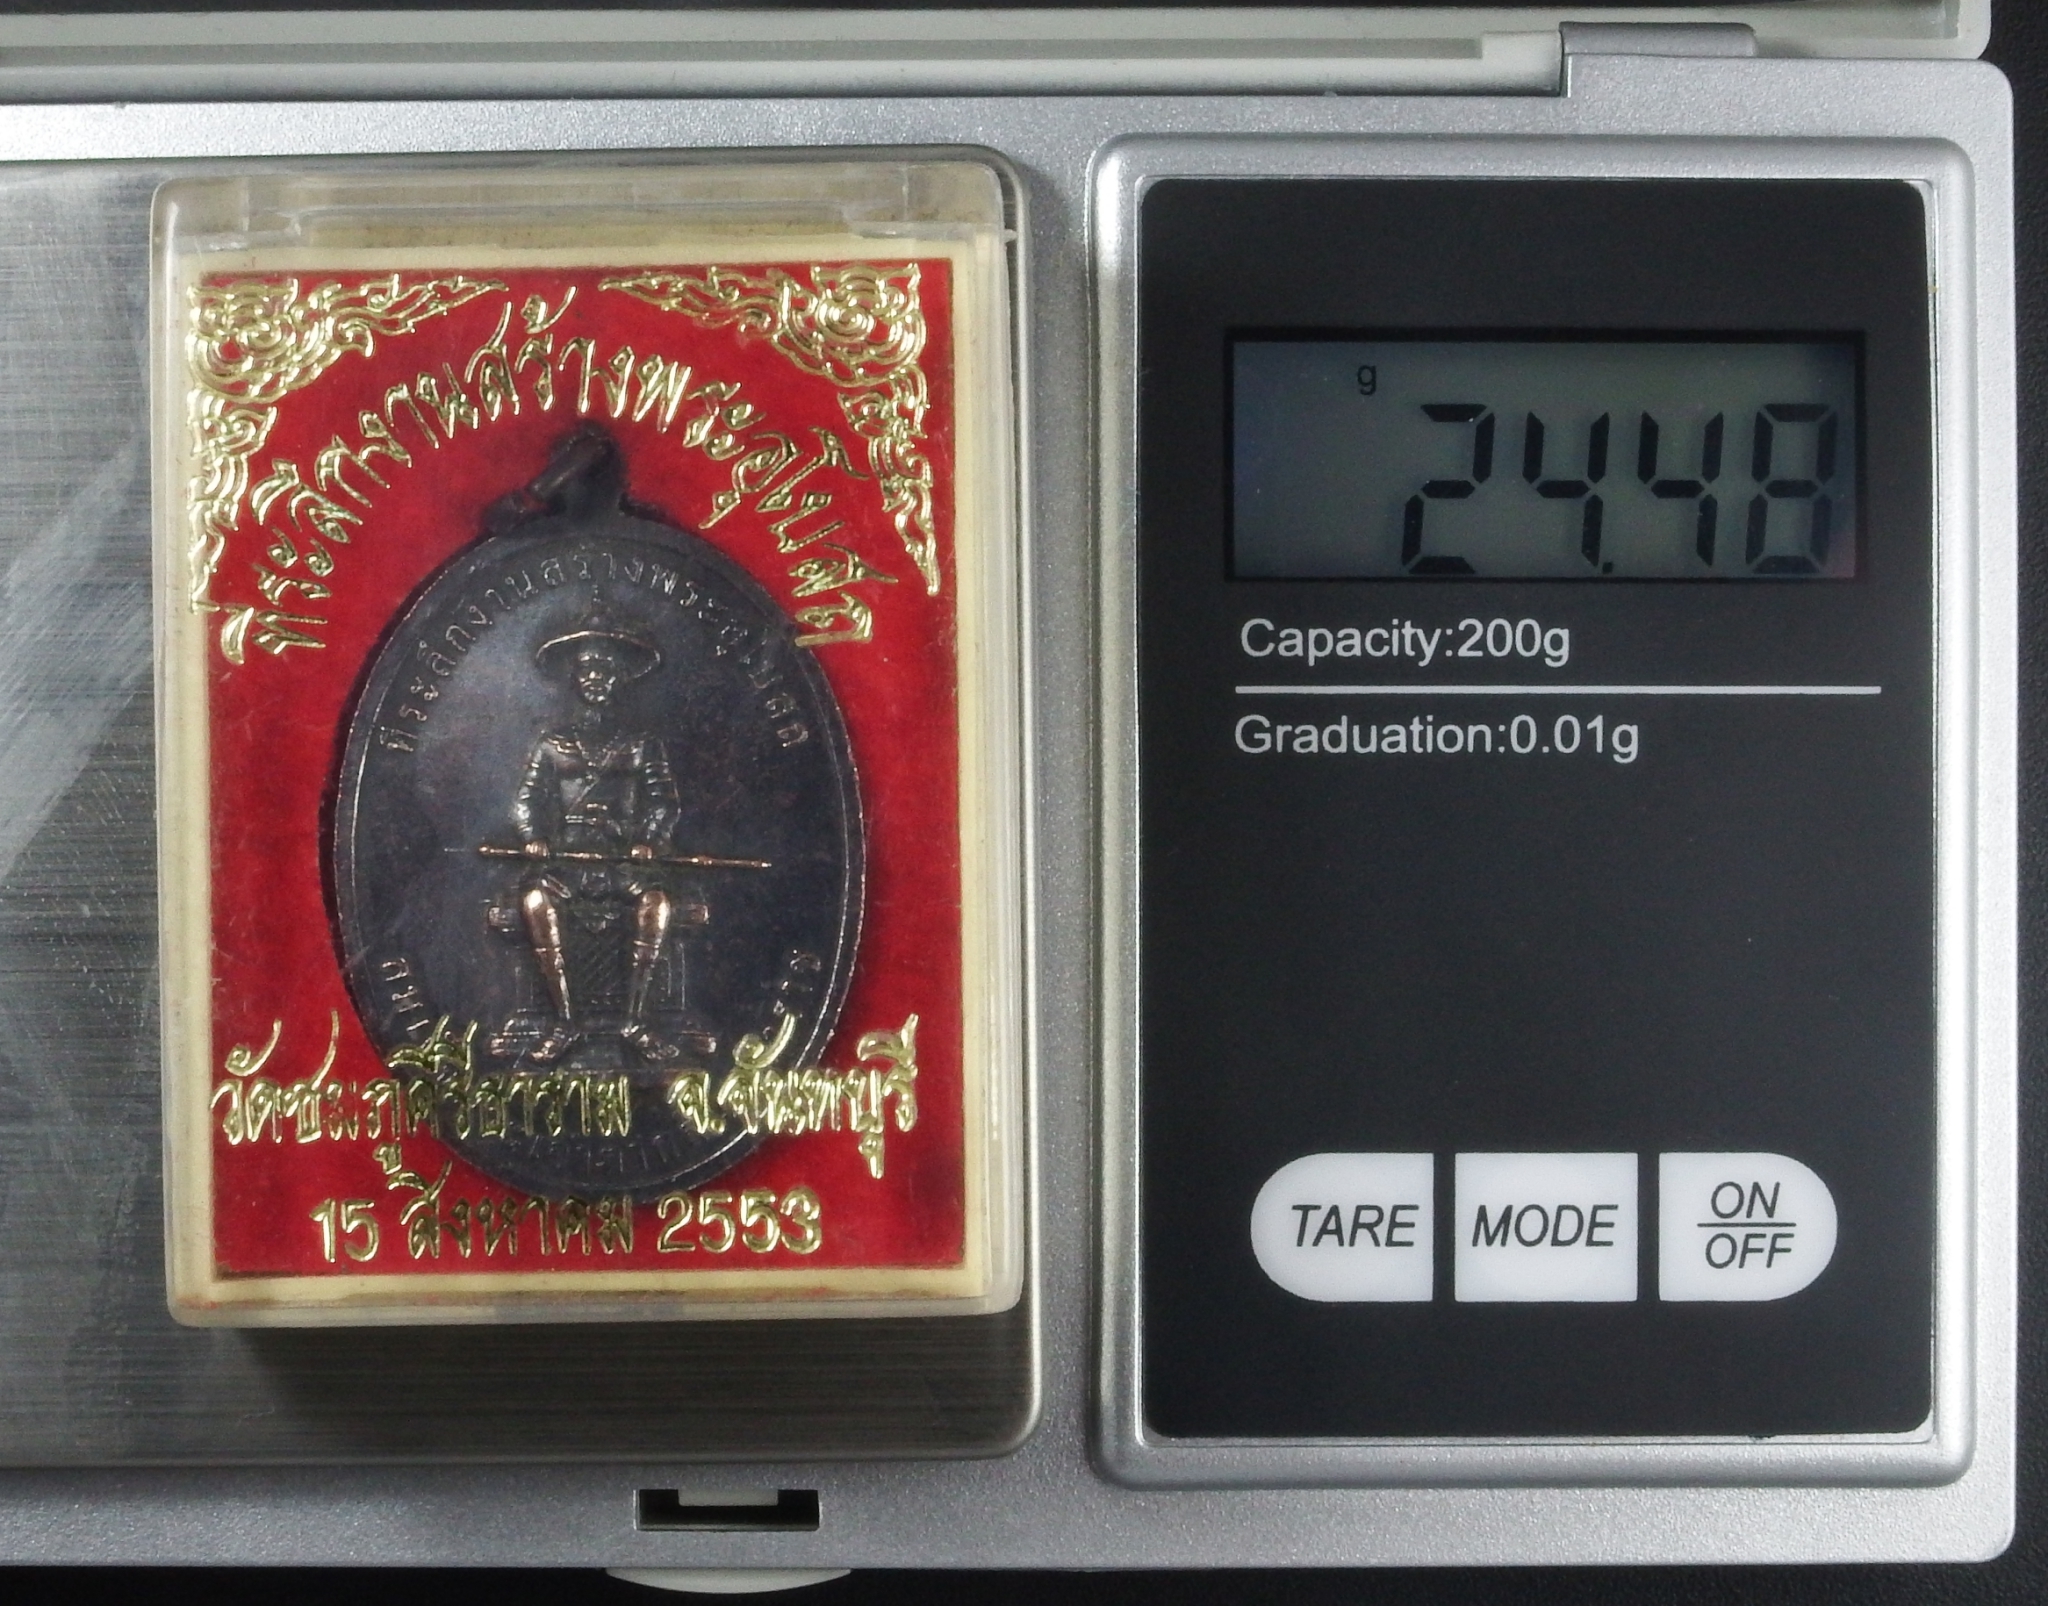 ที่ระลึกงานสร้างพระอุโบสถ
ที่ระลึกงานสร้างพระอุโบสถ
วัดชมภูคีรีธาราม จ.จันทบุรี
15 สิงหาคม 2553
g
24.48
Capacity:200g
Graduation:0.01g
TARE
MODE
ON
OFF